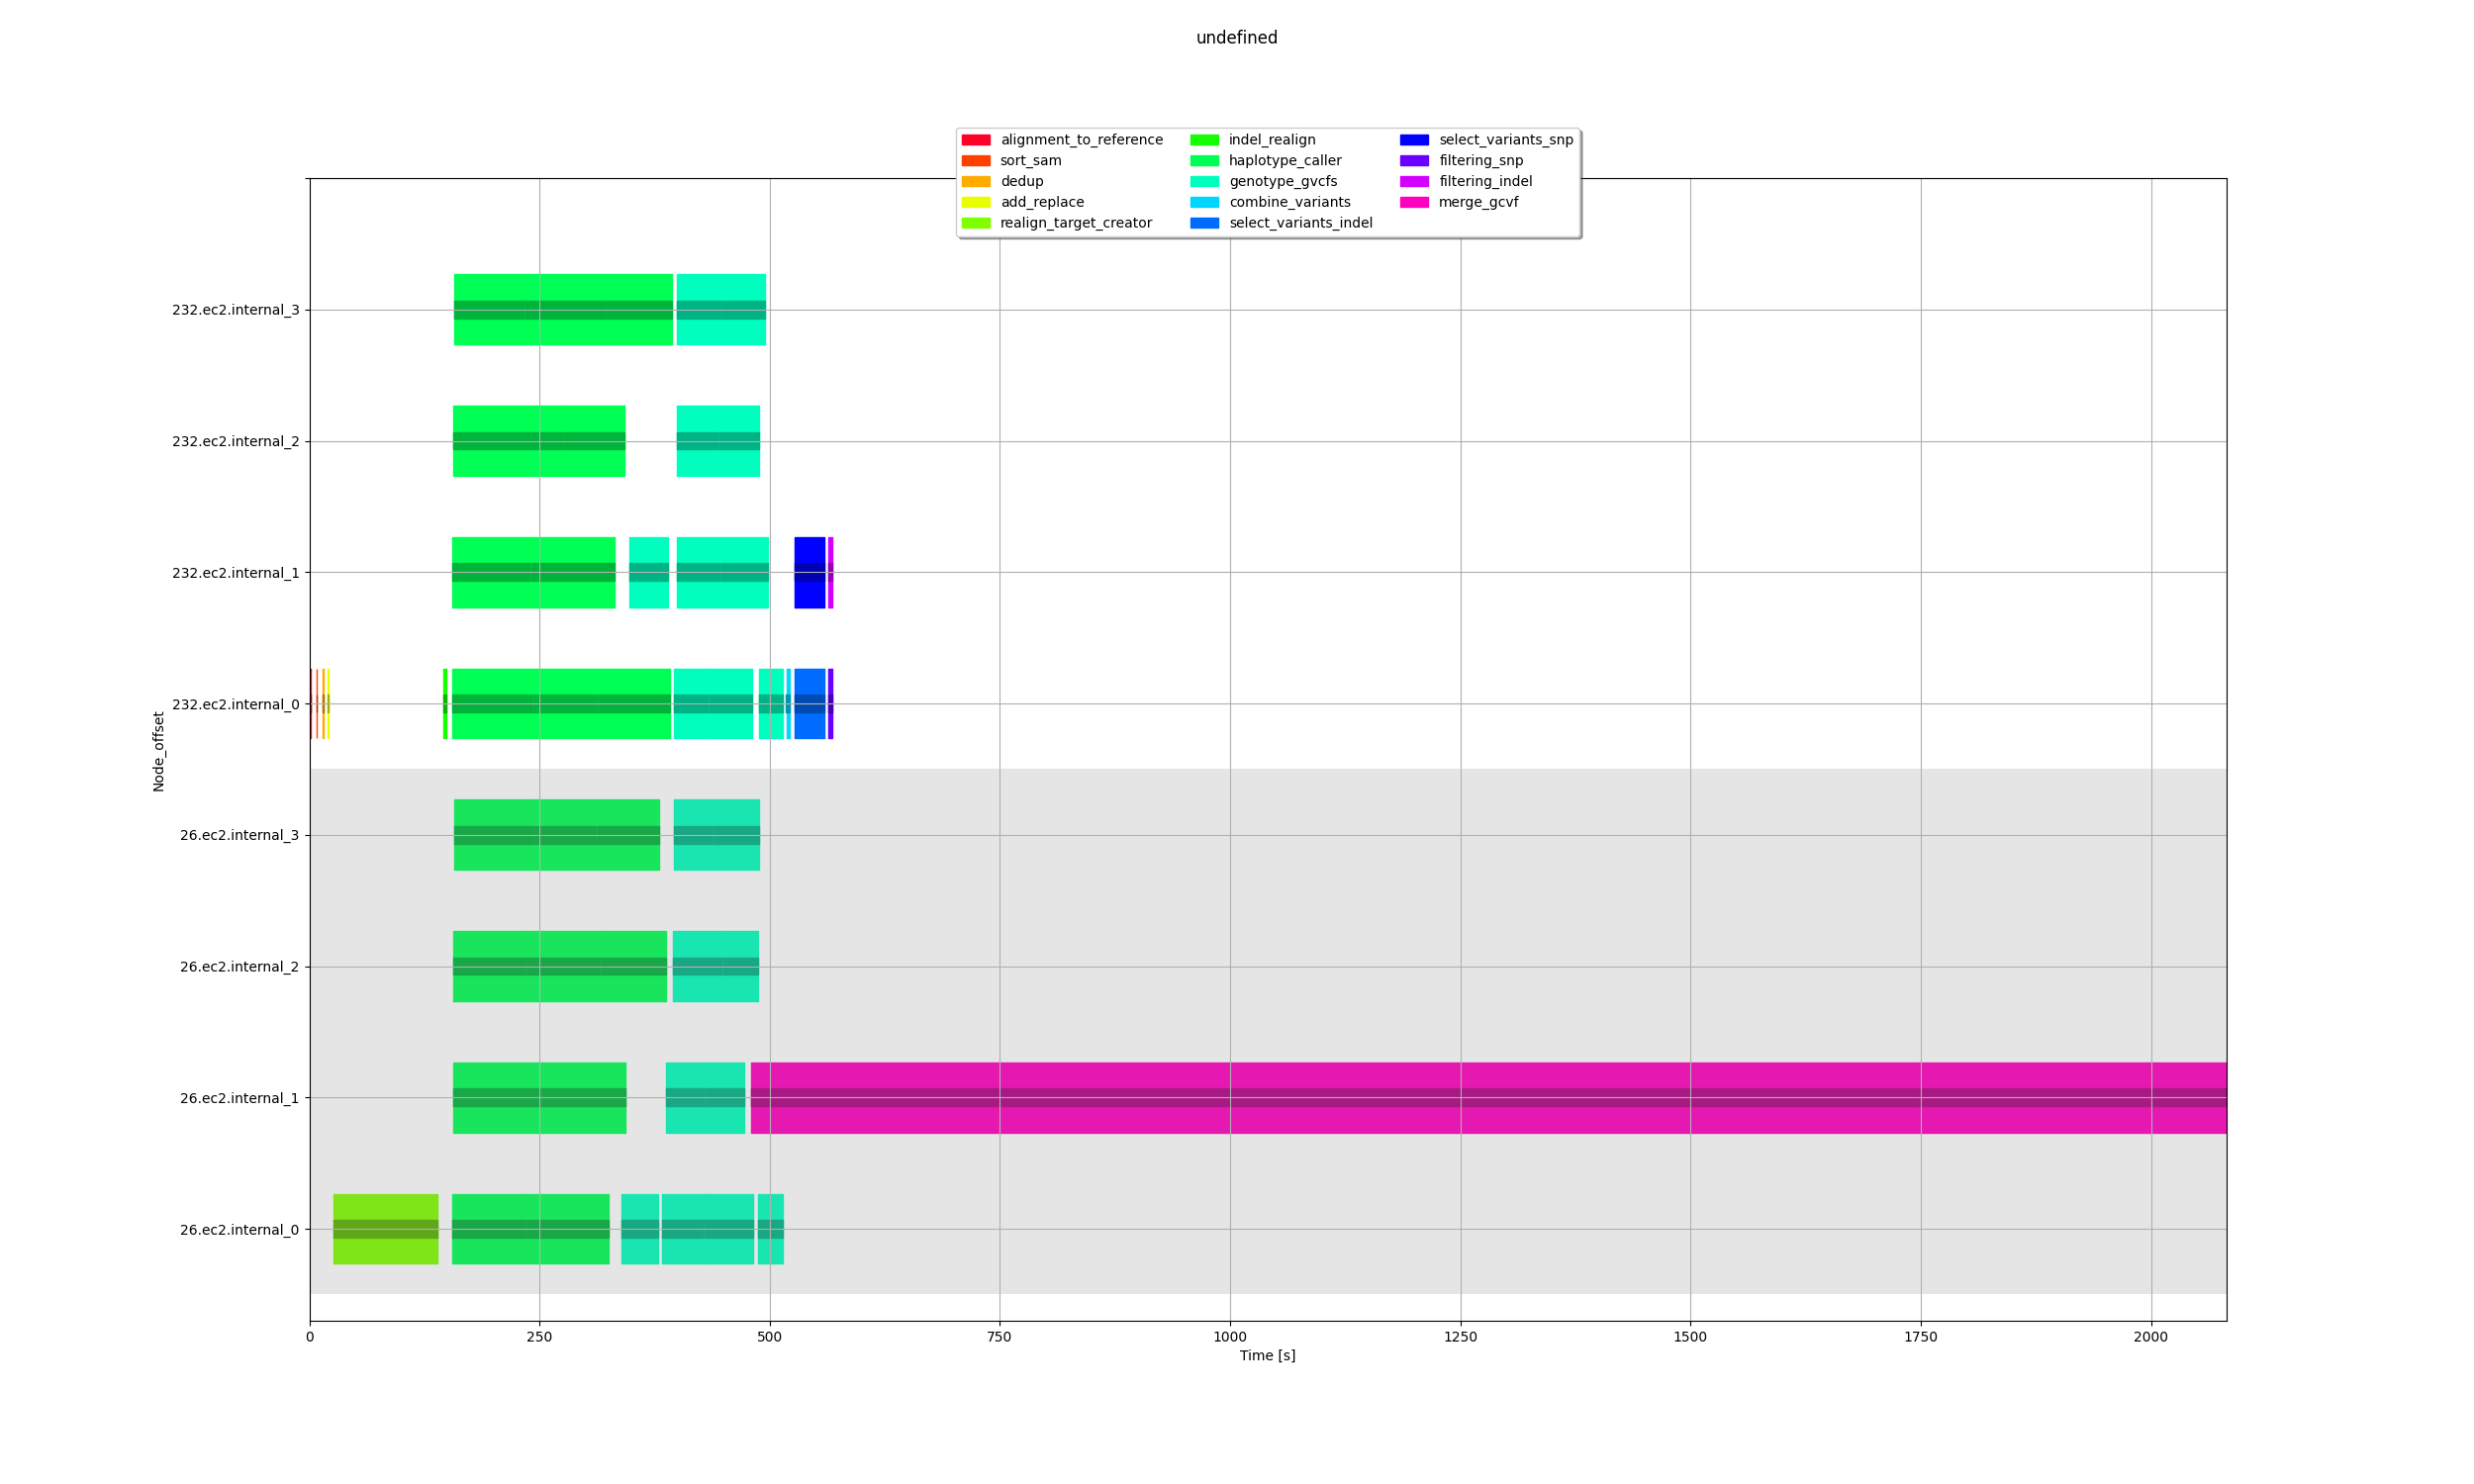 undefined
alignment_to_reference
sort_sam
dedup
add_replace
realign_target_creator
indel_realign
haplotype_caller
genotype_gvcfs
combine_variants
select_variants_indel
select_variants_snp
filtering_snp
filtering_indel
merge_gcvf
Node_offset
232.ec2.internal_3
232.ec2.internal_2
232.ec2.internal_1
232.ec2.internal_0
26.ec2.internal_3
26.ec2.internal_2
26.ec2.internal_1
26.ec2.internal_0
0 250 500 750 1000 1250 1500 1750 2000
Time [s]